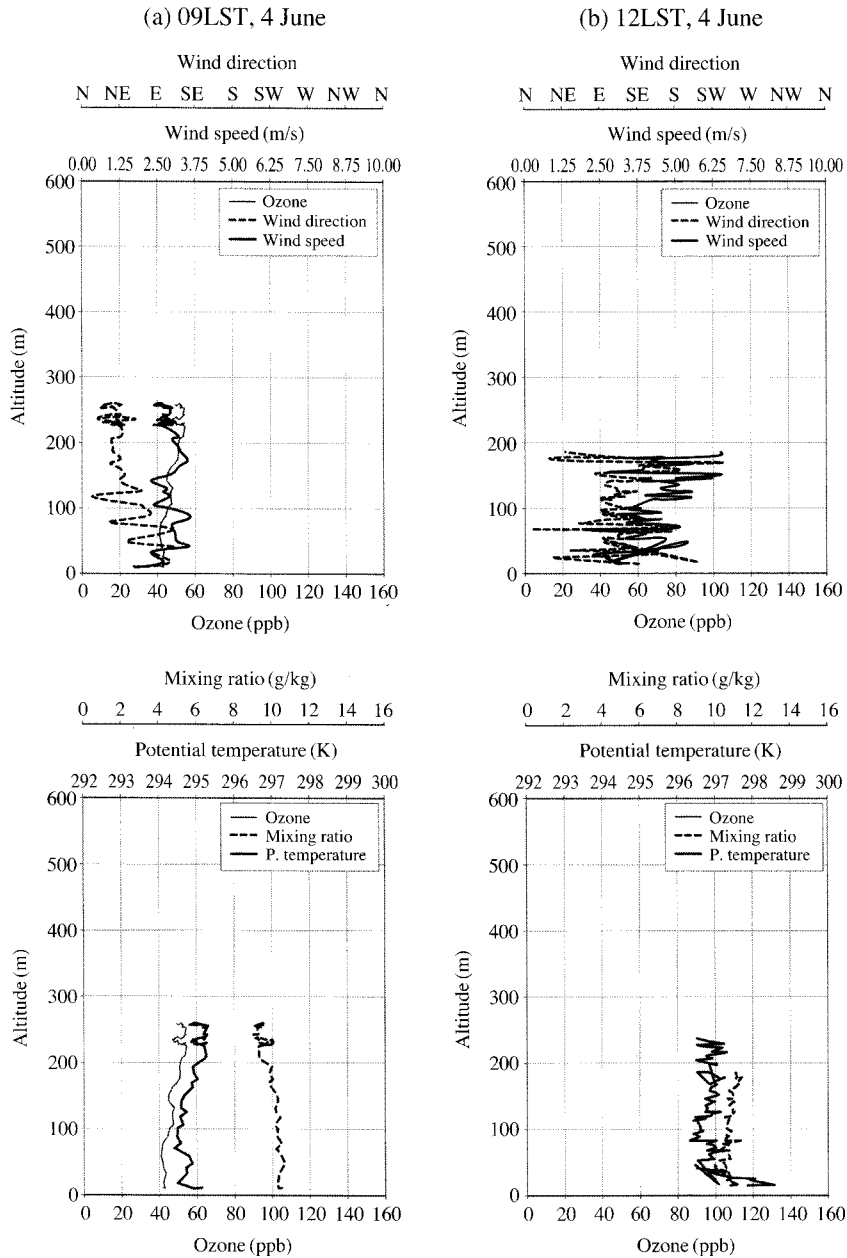 (a) 09LST, 4 June
Wind direction
N NE E SE S SW W NW N
Wind speed (m/s)
0.00 1.25 2.50 3.75 5.00 6.25 7.50 8.75 10.00
600
500
400
300
200
100
0
Altitude (m)
Ozone
Wind direction
Wind speed
0 20 40 60 80 100 120 140 160
Ozone (ppb)
(b) 12LST, 4 June
Wind direction
N NE E SE S SW W NW N
Wind speed (m/s)
0.00 1.25 2.50 3.75 5.00 6.25 7.50 8.75 10.00
600
500
400
300
200
100
0
Altitude (m)
Ozone
Wind direction
Wind speed
0 20 40 60 80 100 120 140 160
Ozone (ppb)
Mixing ratio (g/kg)
0 2 4 6 8 10 12 14 16
Potential temperature (K)
292 293 294 295 296 297 298 299 300
600
500
400
300
200
100
0
Altitude (m)
Ozone
Mixing ratio
P. temperature
0 20 40 60 80 100 120 140 160
Ozone (ppb)
Mixing ratio (g/kg)
0 2 4 6 8 10 12 14 16
Potential temperature (K)
292 293 294 295 296 297 298 299 300
600
500
400
300
200
100
0
Altitude (m)
Ozone
Mixing ratio
P. temperature
0 20 40 60 80 100 120 140 160
Ozone (ppb)